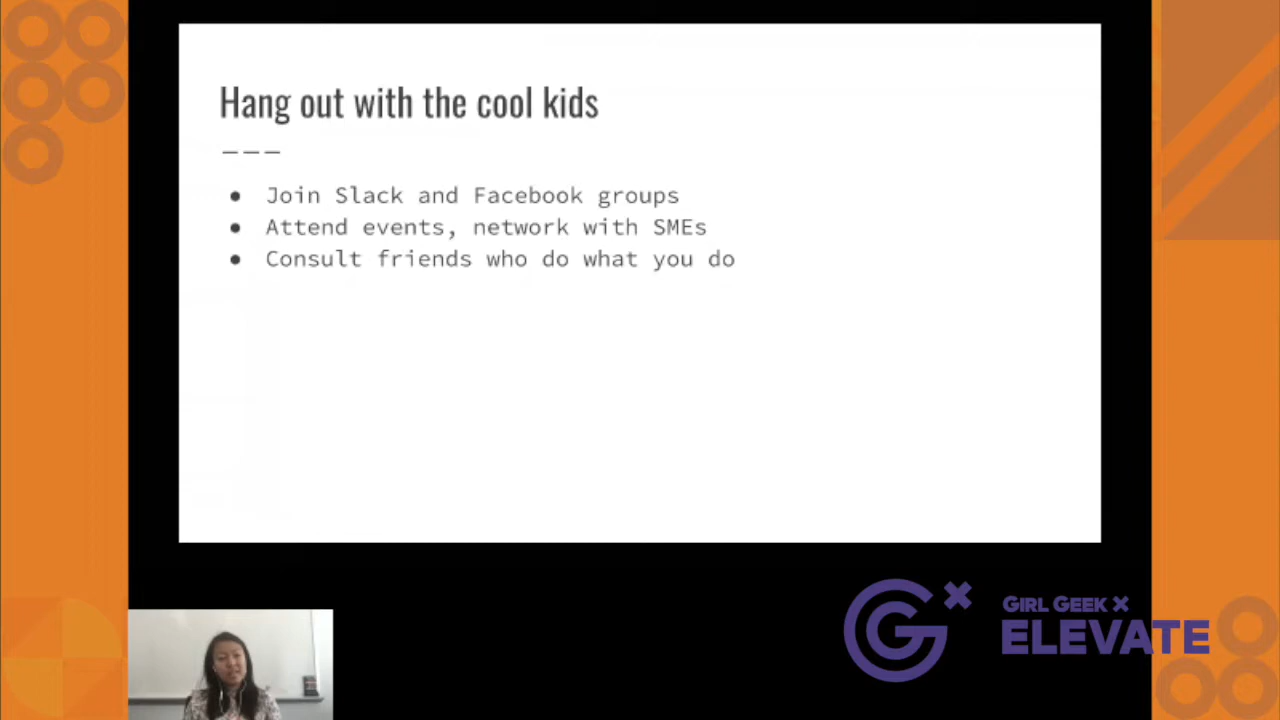 Hang out with the cool kids
● Join Slack and Facebook groups
● Attend events, network with SMEs
● Consult friends who do what you do
GIRL GEEK X
ELEVATE